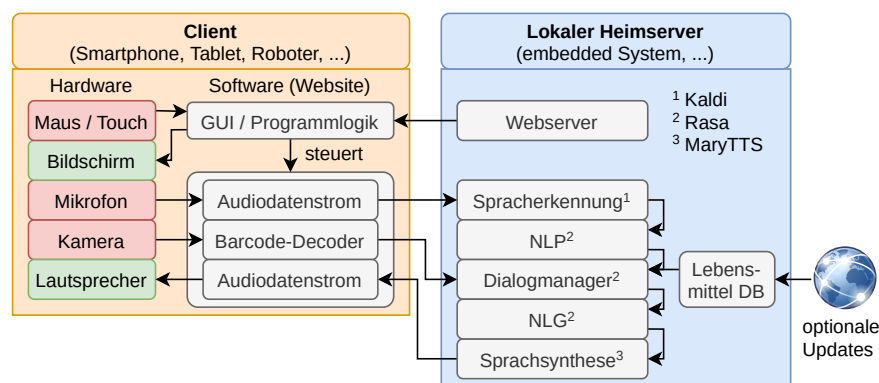 Client
(Smartphone, Tablet, Roboter, ...)
Hardware
Software (Website)
Maus / Touch
GUI / Programmlogik
Bildschirm
steuert
Mikrofon
Audiodatenstrom
Kamera
Barcode-Decoder
Lautsprecher
Audiodatenstrom
Lokaler Heimserver
(embedded System, ...)
¹ Kaldi
² Rasa
³ MaryTTS
Webserver
Spracherkennung¹
NLP²
Dialogmanager²
NLG²
Sprachsynthese³
Lebens-
mittel DB
optionale
Updates